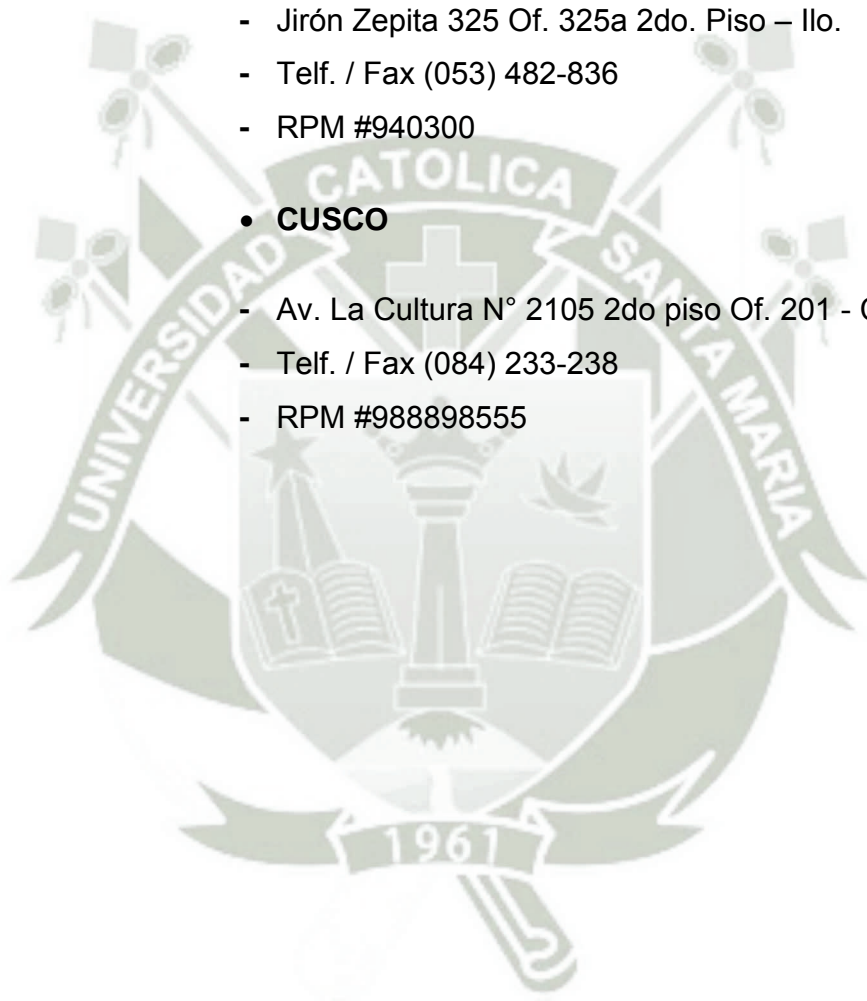 - Jirón Zepita 325 Of. 325a 2do. Piso – Ilo.
- Telf. / Fax (053) 482-836
- RPM #940300
• CUSCO
- Av. La Cultura N° 2105 2do piso Of. 201 -
- Telf. / Fax (084) 233-238
- RPM #988898555
UNIVERSIDAD CATOLICA SANTA MARIA
1961